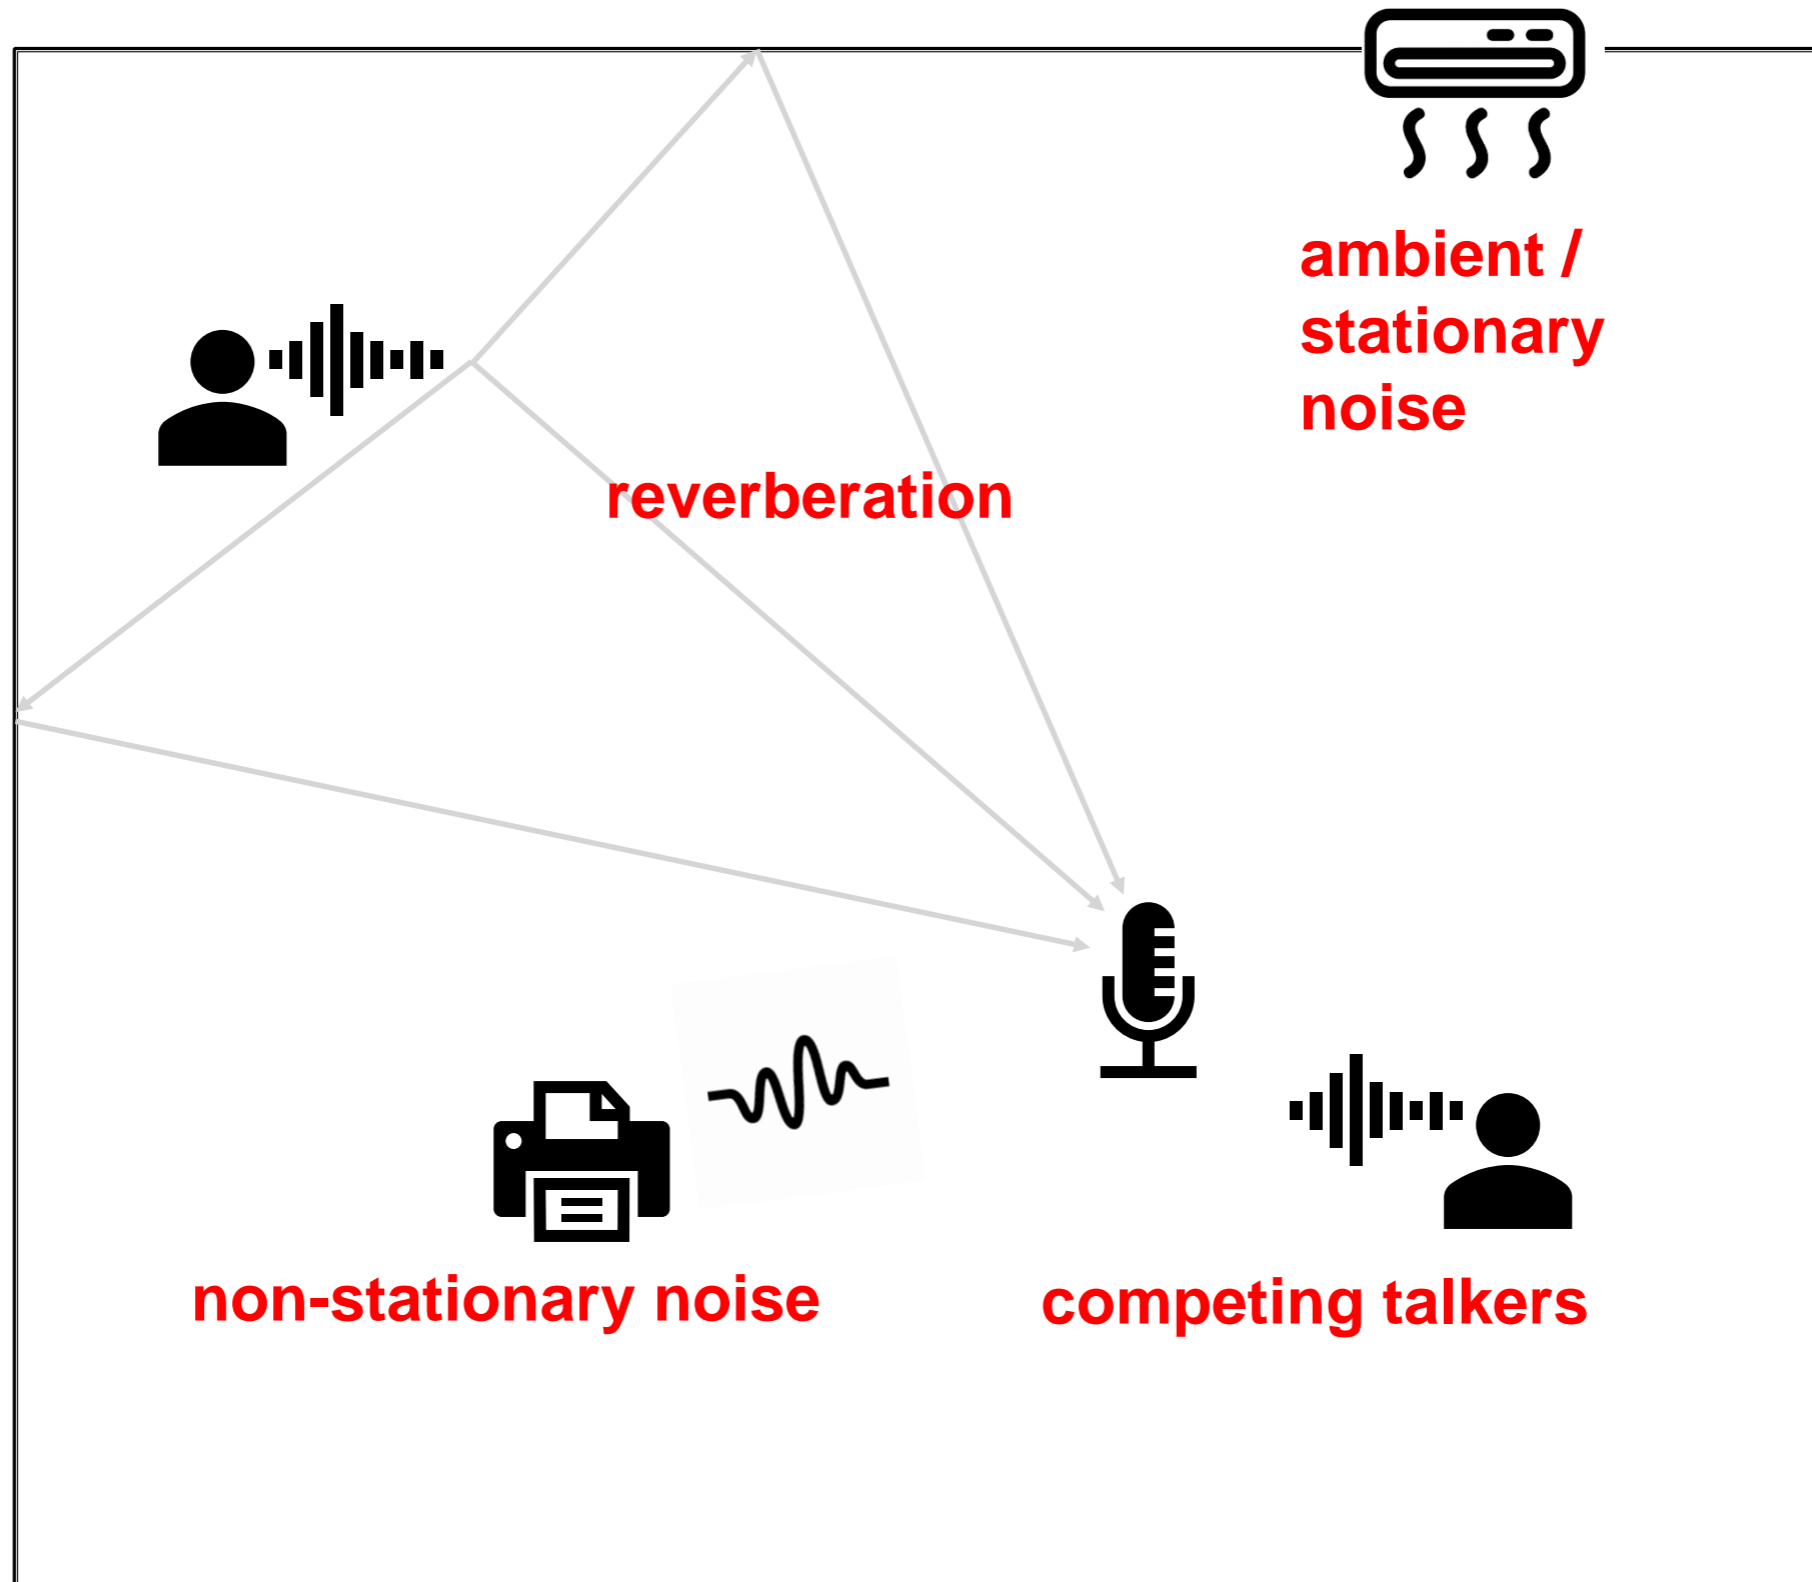 ambient /
stationary
noise
reverberation
non-stationary noise
competing talkers